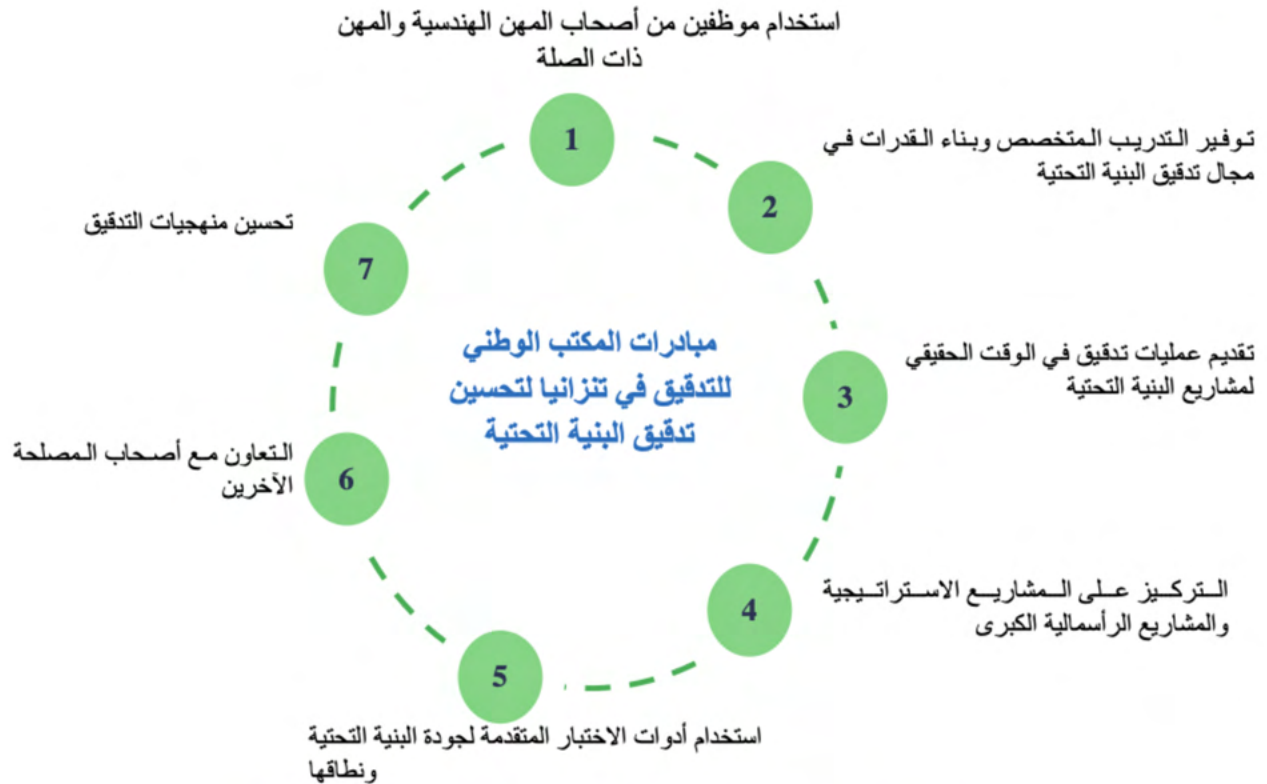 استخدام موظفين من أصحاب المهن الهندسية والمهن
ذات الصلة
1
توفير التدريب المتخصص وبناء القدرات في
مجال تدقيق البنية التحتية
2
تحسين منهجيات التدقيق
7
مبادرات المكتب الوطني
للتدقيق في تنزانيا لتحسين
تدقيق البنية التحتية
تقديم عمليات تدقيق في الوقت الحقيقي
لمشاريع البنية التحتية
3
التعاون مع أصحاب المصلحة
الآخرين
6
التركيز على المشاريع الاستراتيجية
والمشاريع الرأسمالية الكبرى
4
5
استخدام أدوات الاختبار المتقدمة لجودة البنية التحتية
ونطاقها